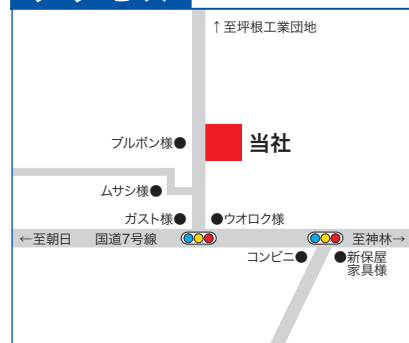 ↑至坪根工業団地
ブルボン様●
当社
ムサシ様●
ガスト様●
●ウオロク様
←至朝日 国道7号線
至神林→
コンビニ●
●新保屋
家具様